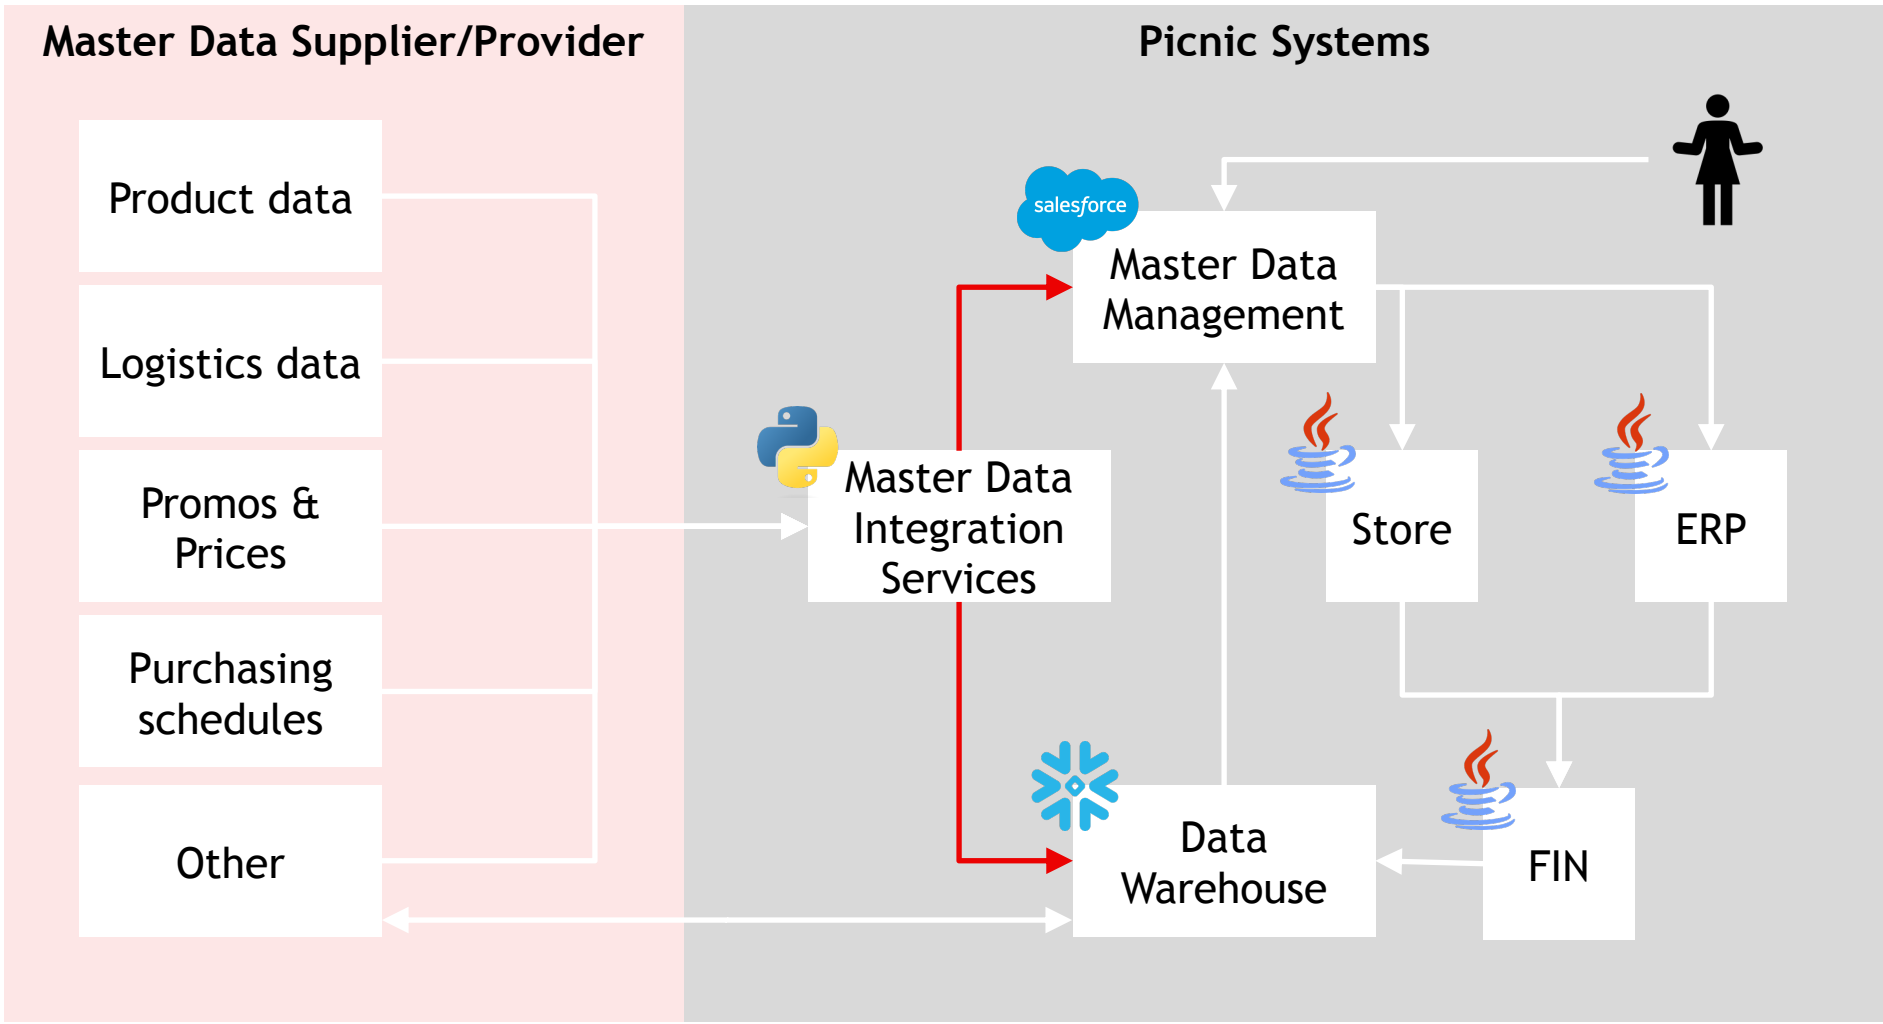 Master Data Supplier/Provider
Picnic Systems
Product data
Logistics data
Promos &
Prices
Purchasing
schedules
Other
salesforce
Master Data
Management
Master Data
Integration
Services
Store
ERP
Data
Warehouse
FIN